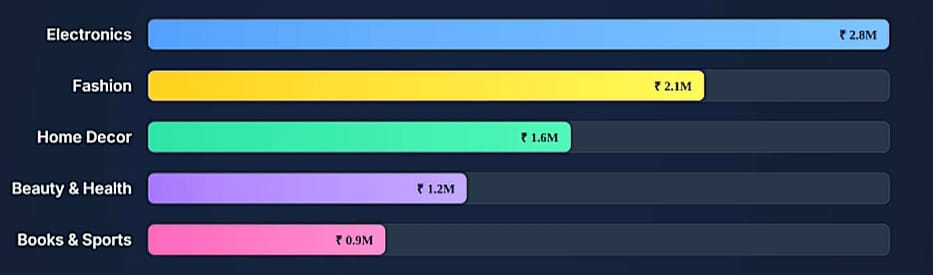 Electronics ₹ 2.8M
Fashion ₹ 2.1M
Home Decor ₹ 1.6M
Beauty & Health ₹ 1.2M
Books & Sports ₹ 0.9M